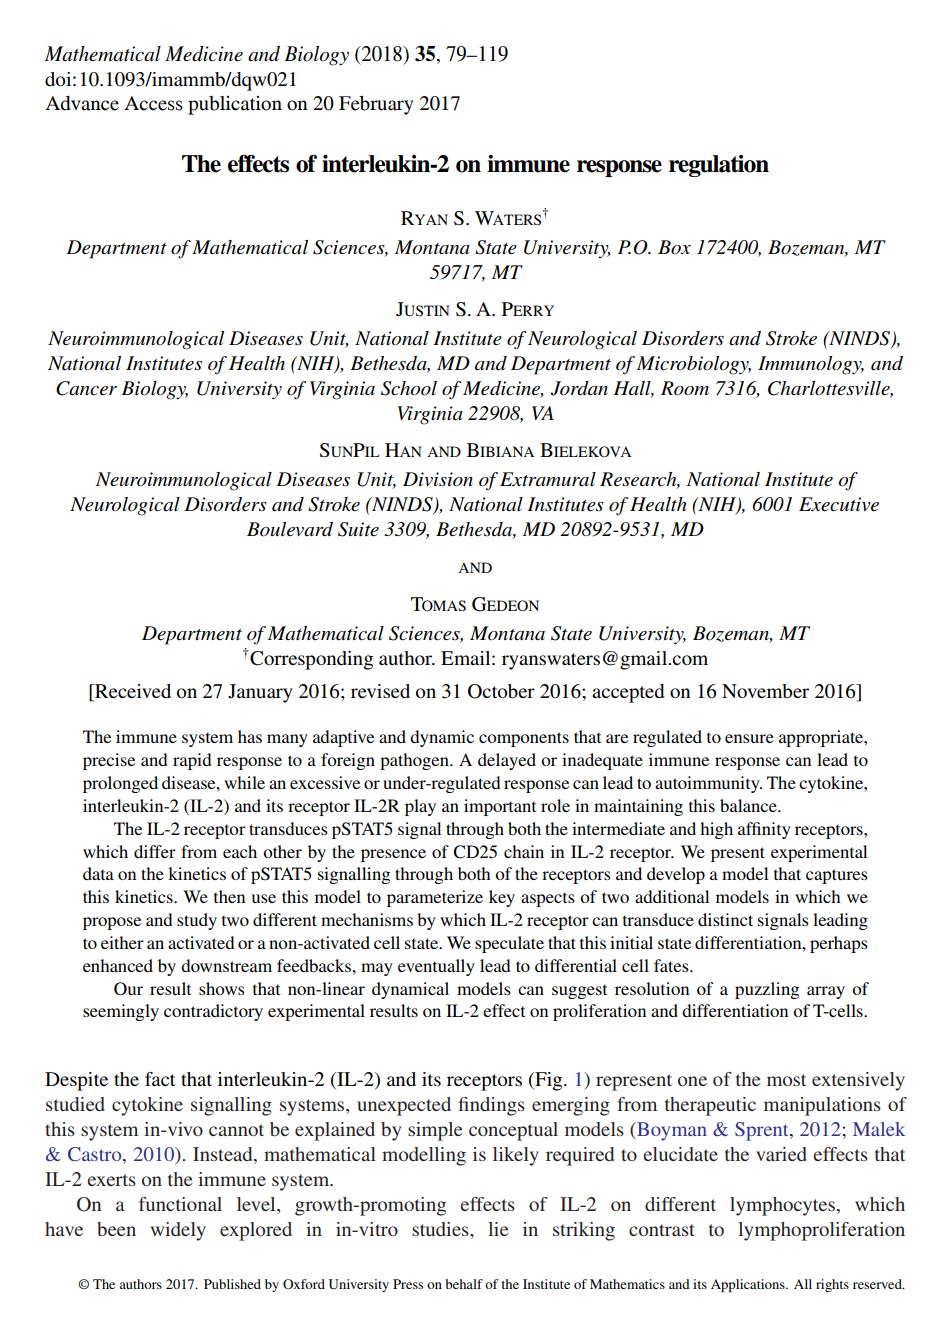 Mathematical Medicine and Biology (2018) 35, 79–119
doi:10.1093/imammb/dqw021
Advance Access publication on 20 February 2017
The effects of interleukin-2 on immune response regulation
Ryan S. Waters†
Department of Mathematical Sciences, Montana State University, P.O. Box 172400, Bozeman, MT
59717, MT
Justin S. A. Perry
Neuroimmunological Diseases Unit, National Institute of Neurological Disorders and Stroke (NINDS),
National Institutes of Health (NIH), Bethesda, MD and Department of Microbiology, Immunology, and
Cancer Biology, University of Virginia School of Medicine, Jordan Hall, Room 7316, Charlottesville,
Virginia 22908, VA
SunPil Han and Bibiana Bielekova
Neuroimmunological Diseases Unit, Division of Extramural Research, National Institute of
Neurological Disorders and Stroke (NINDS), National Institutes of Health (NIH), 6001 Executive
Boulevard Suite 3309, Bethesda, MD 20892-9531, MD
and
Tomas Gedeon
Department of Mathematical Sciences, Montana State University, Bozeman, MT
†Corresponding author. Email: ryanswaters@gmail.com
[Received on 27 January 2016; revised on 31 October 2016; accepted on 16 November 2016]
The immune system has many adaptive and dynamic components that are regulated to ensure appropriate,
precise and rapid response to a foreign pathogen. A delayed or inadequate immune response can lead to
prolonged disease, while an excessive or under-regulated response can lead to autoimmunity. The cytokine,
interleukin-2 (IL-2) and its receptor IL-2R play an important role in maintaining this balance.
The IL-2 receptor transduces pSTAT5 signal through both the intermediate and high affinity receptors,
which differ from each other by the presence of CD25 chain in IL-2 receptor. We present experimental
data on the kinetics of pSTAT5 signalling through both of the receptors and develop a model that captures
this kinetics. We then use this model to parameterize key aspects of two additional models in which we
propose and study two different mechanisms by which IL-2 receptor can transduce distinct signals leading
to either an activated or a non-activated cell state. We speculate that this initial state differentiation, perhaps
enhanced by downstream feedbacks, may eventually lead to differential cell fates.
Our result shows that non-linear dynamical models can suggest resolution of a puzzling array of
seemingly contradictory experimental results on IL-2 effect on proliferation and differentiation of T-cells.
Despite the fact that interleukin-2 (IL-2) and its receptors (Fig. 1) represent one of the most extensively
studied cytokine signalling systems, unexpected findings emerging from therapeutic manipulations of
this system in-vivo cannot be explained by simple conceptual models (Boyman & Sprent, 2012; Malek
& Castro, 2010). Instead, mathematical modelling is likely required to elucidate the varied effects that
IL-2 exerts on the immune system.
On a functional level, growth-promoting effects of IL-2 on different lymphocytes, which
have been widely explored in in-vitro studies, lie in striking contrast to lymphoproliferation
© The authors 2017. Published by Oxford University Press on behalf of the Institute of Mathematics and its Applications. All rights reserved.